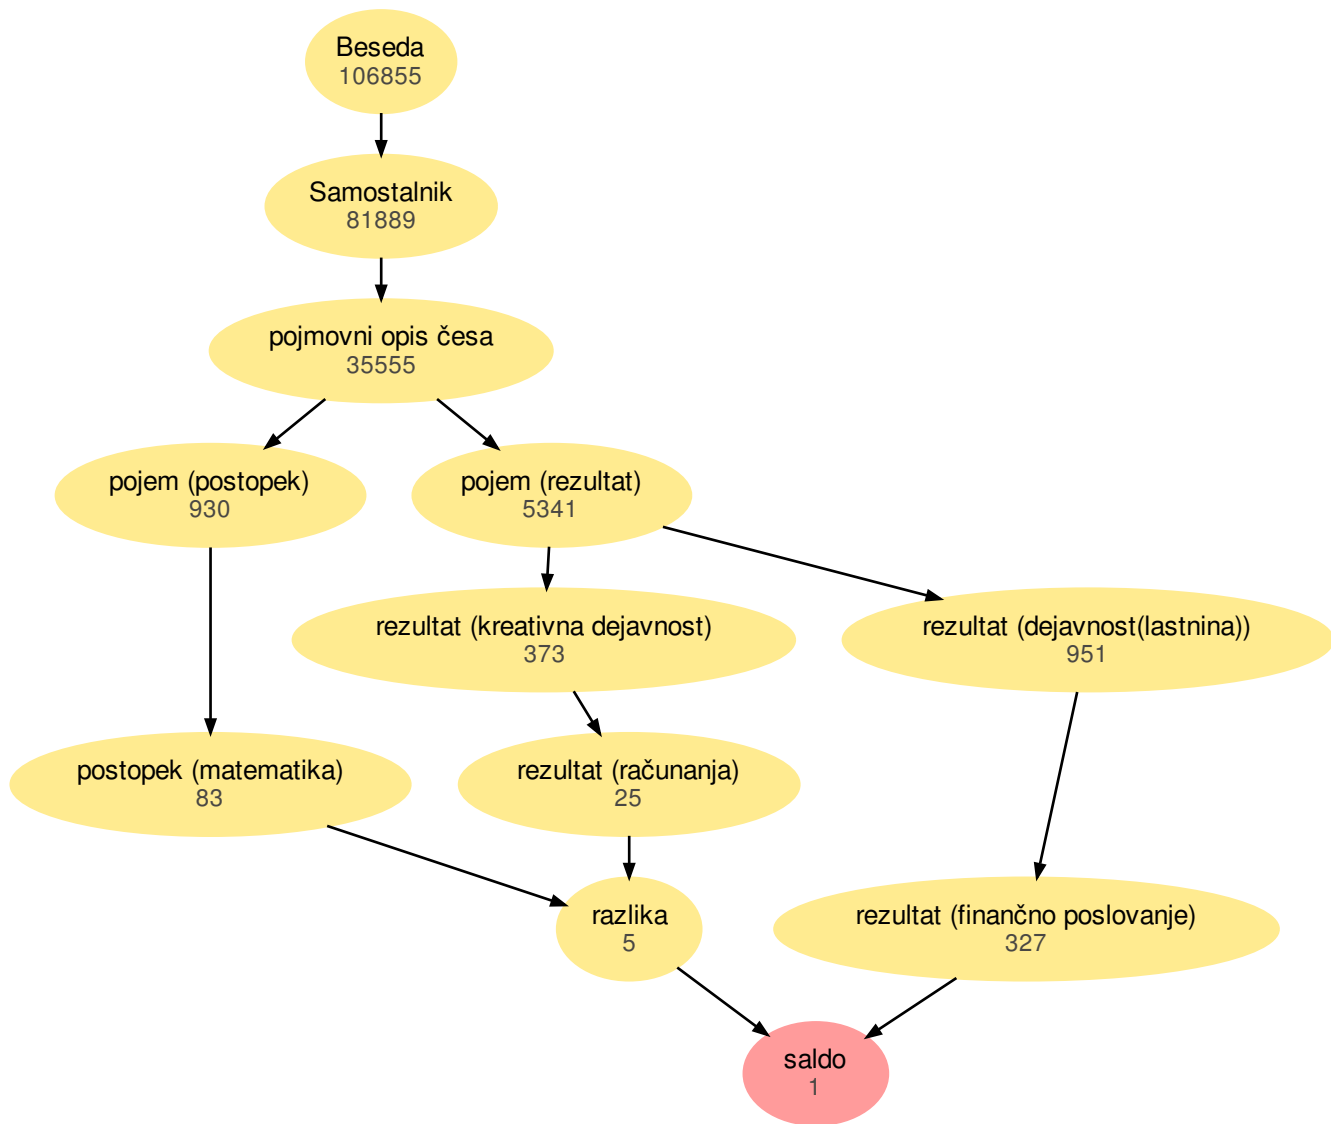 Beseda
106855
Samostalnik
81889
pojmovni opis česa
35555
pojem (postopek)
930
pojem (rezultat)
5341
rezultat (kreativna dejavnost)
373
rezultat (dejavnost(lastnina))
951
postopek (matematika)
83
rezultat (računanja)
25
razlika
5
rezultat (finančno poslovanje)
327
saldo
1